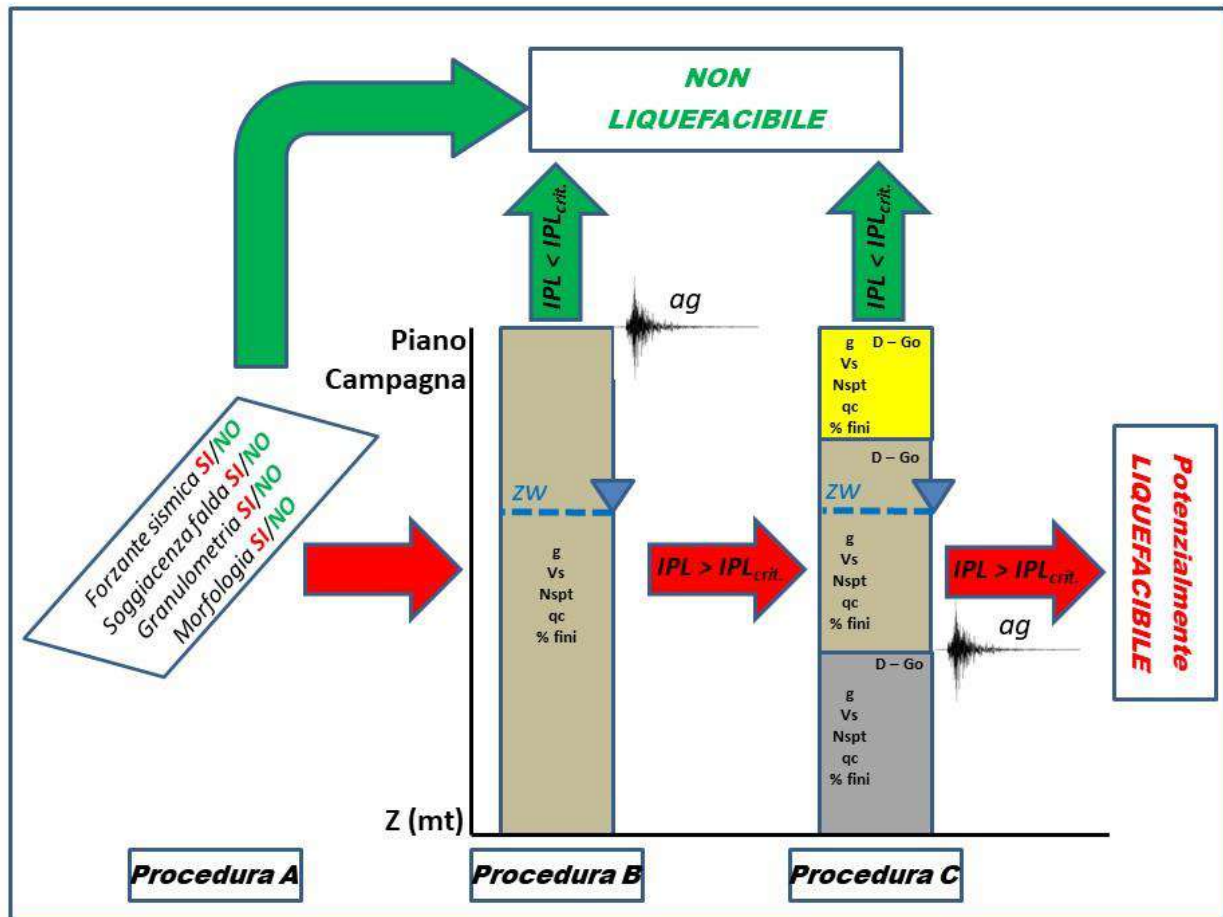 NON
LIQUEFACIBILE
IPL < IPLcrit.
IPL < IPLcrit.
ag
Piano
Campagna
Forzante sismica SI/NO
Soggiacenza falda SI/NO
Granulometria SI/NO
Morfologia SI/NO
zw
g
Vs
Nspt
qc
% fini
IPL > IPLcrit.
g D – Go
Vs
Nspt
qc
% fini
D – Go
zw
g
Vs
Nspt
qc
% fini
D – Go
g
Vs
Nspt
qc
% fini
IPL > IPLcrit.
ag
Potenzialmente
LIQUEFACIBILE
Z (mt)
Procedura A
Procedura B
Procedura C